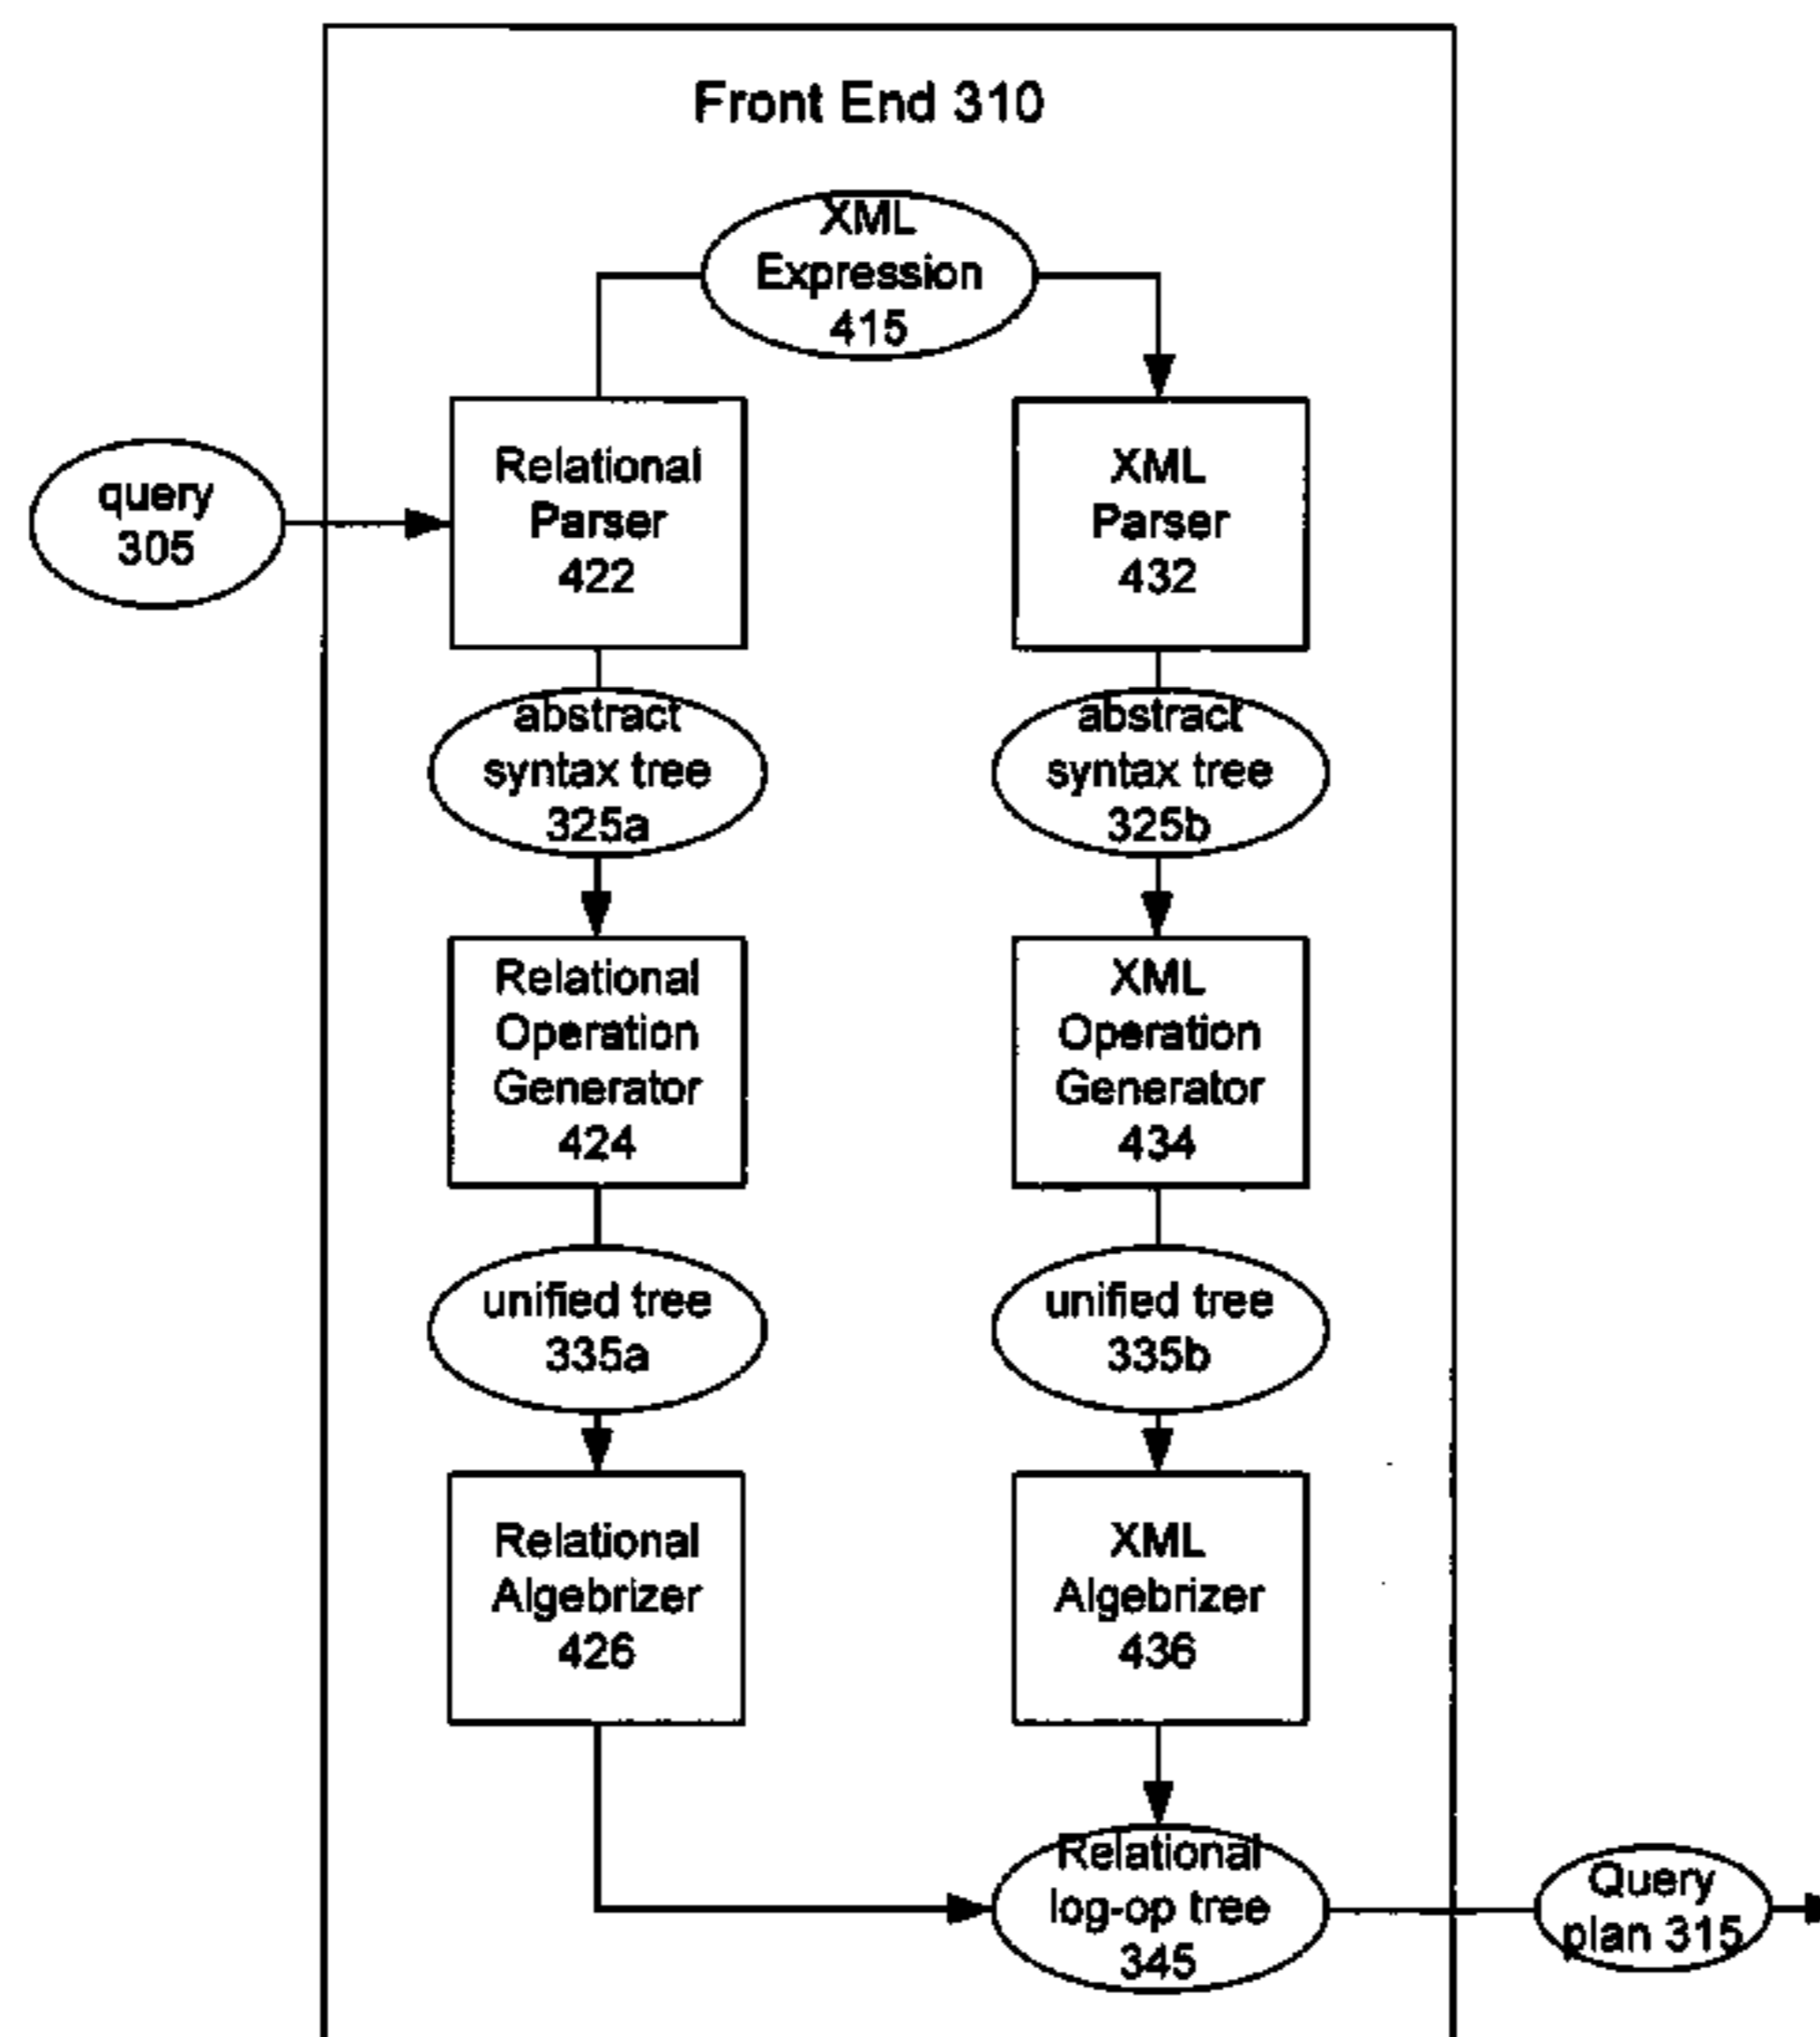 Front End 310
XML
Expression
415
query
305
Relational
Parser
422
XML
Parser
432
abstract
syntax tree
325a
abstract
syntax tree
325b
Relational
Operation
Generator
424
XML
Operation
Generator
434
unified tree
335a
unified tree
335b
Relational
Algebrizer
426
XML
Algebrizer
436
Relational
log-op tree
345
Query
plan 315